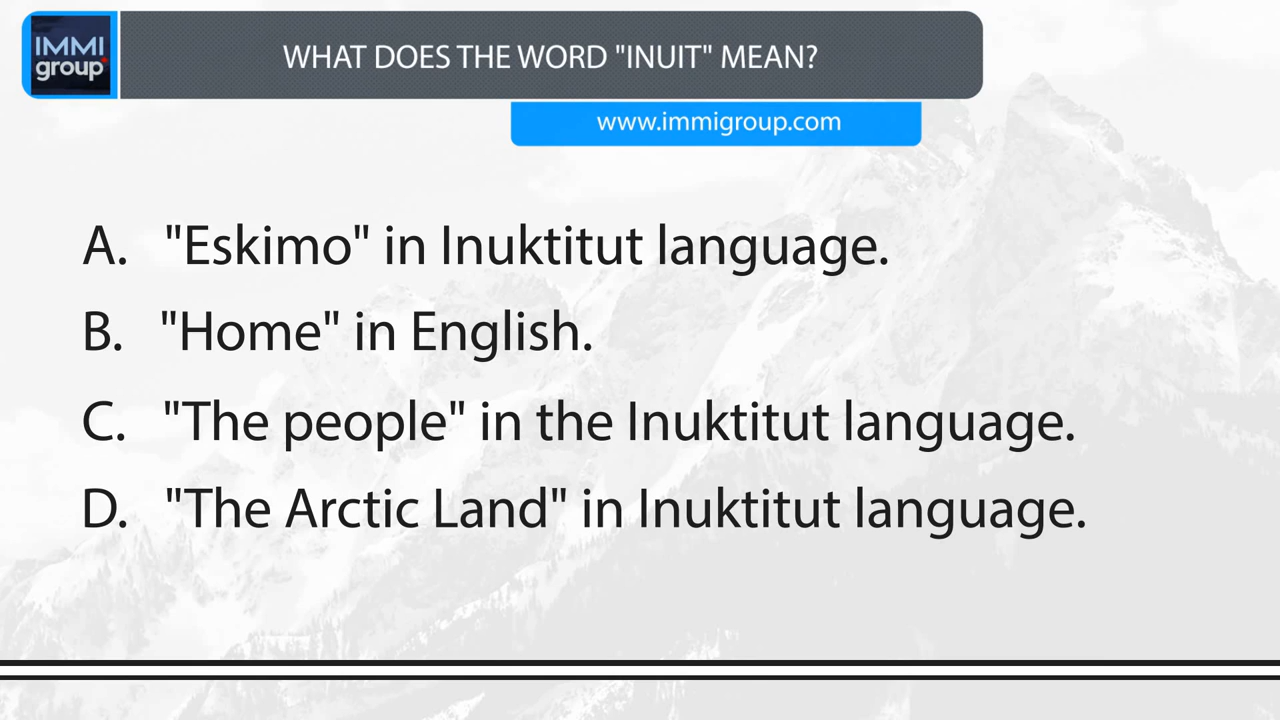 IMMI
group
WHAT DOES THE WORD "INUIT" MEAN?
www.immigroup.com
A. "Eskimo" in Inuktitut language.
B. "Home" in English.
C. "The people" in the Inuktitut language.
D. "The Arctic Land" in Inuktitut language.